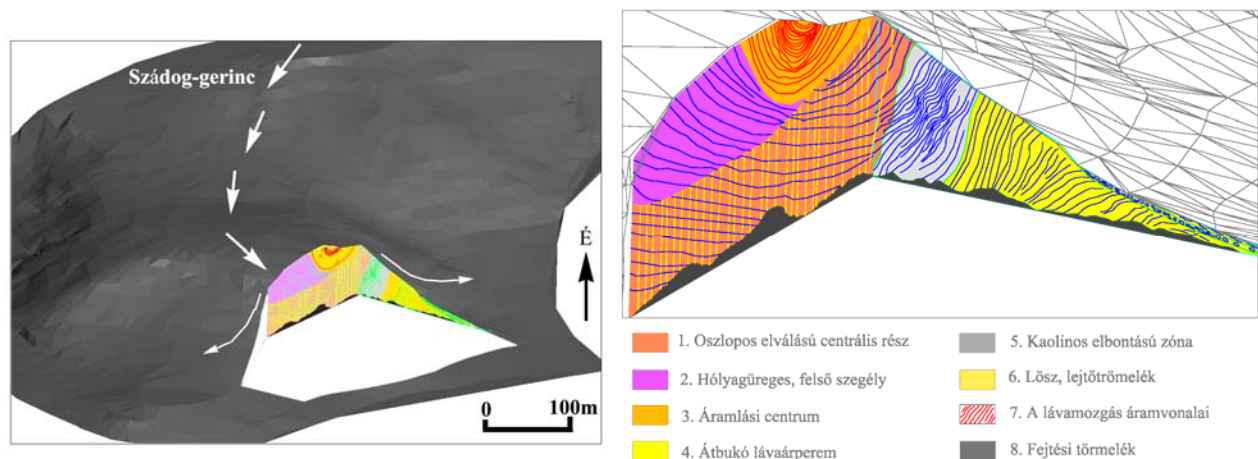 Szádog-gerinc
É
0 100m
1. Oszlopos elválású centrális rész
2. Hólyagüreges, felső szegély
3. Áramlási centrum
4. Átbukó lávaárperem
5. Kaolinos elbontású zóna
6. Lösz, lejtőtrömelék
7. A lávamozgás áramvonalai
8. Fejtési törmelék